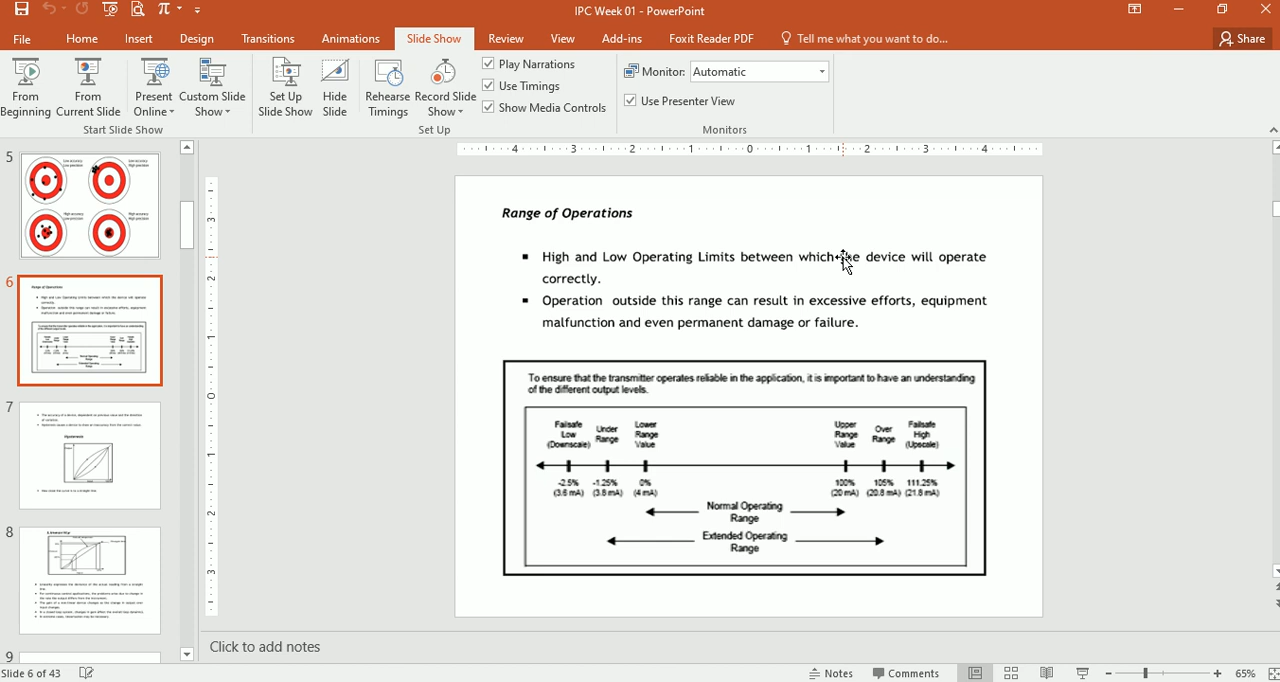 IPC Week 01 - PowerPoint
File Home Insert Design Transitions Animations Slide Show Review View Add-ins Foxit Reader PDF Tell me what you want to do... Share
From Beginning
From Current Slide
Present Online
Custom Slide Show
Set Up Slide Show
Hide Slide
Rehearse Timings
Record Slide Show
Play Narrations
Use Timings
Show Media Controls
Monitor: Automatic
Use Presenter View
Start Slide Show
Set Up
Monitors
5
6
7
8
9
Range of Operations
High and Low Operating Limits between which the device will operate
correctly.
Operation outside this range can result in excessive efforts, equipment
malfunction and even permanent damage or failure.
To ensure that the transmitter operates reliable in the application, it is important to have an understanding
of the different output levels.
Failsafe Low (Downscale)
Under Range
Lower Range Value
Upper Range Value
Over Range
Failsafe High (Upscale)
-2.5% -1.25% 0% 100% 105% 111.25%
(3.6 mA) (3.8 mA) (4 mA) (20 mA) (20.8 mA) (21.8 mA)
Normal Operating
Range
Extended Operating
Range
Click to add notes
Slide 6 of 43
Notes Comments 65%